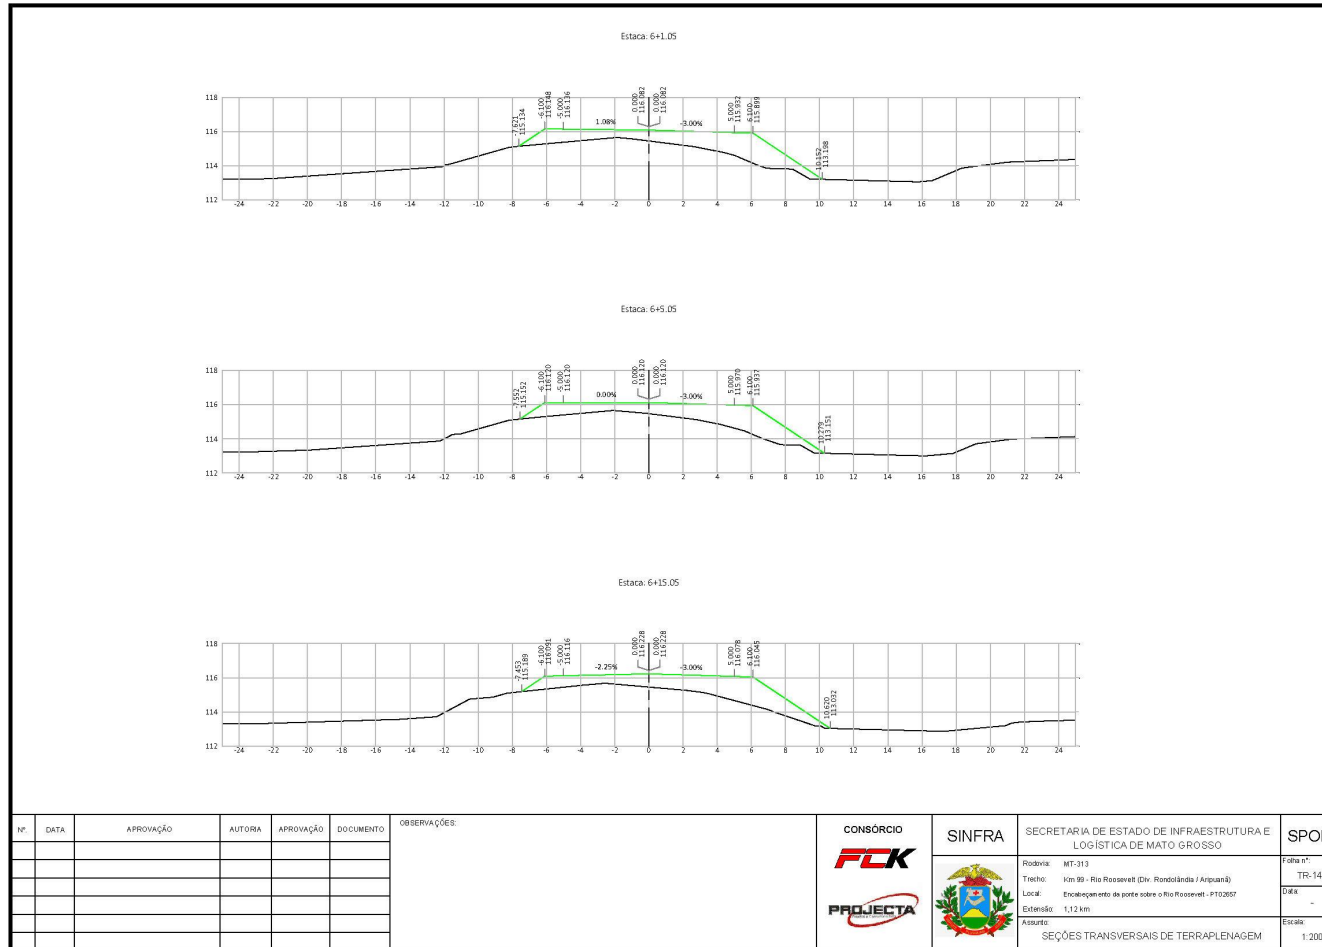 Estaca: 6+1.05
-7.621
115.134
-6.100
116.148
-5.000
116.136
1.08%
0.000
116.082
0.000
116.082
-3.00%
5.000
115.932
6.100
115.899
10.152
113.198
118
116
114
112
-24 -22 -20 -18 -16 -14 -12 -10 -8 -6 -4 -2 0 2 4 6 8 10 12 14 16 18 20 22 24
Estaca: 6+5.05
-7.552
115.152
-6.100
116.120
-5.000
116.120
0.00%
0.000
116.120
0.000
116.120
-3.00%
5.000
115.970
6.100
115.937
10.279
113.151
118
116
114
112
-24 -22 -20 -18 -16 -14 -12 -10 -8 -6 -4 -2 0 2 4 6 8 10 12 14 16 18 20 22 24
Estaca: 6+15.05
-7.453
115.189
-6.100
116.091
-5.000
116.116
-2.25%
0.000
116.228
0.000
116.228
-3.00%
5.000
116.078
6.100
116.045
10.620
113.032
118
116
114
112
-24 -22 -20 -18 -16 -14 -12 -10 -8 -6 -4 -2 0 2 4 6 8 10 12 14 16 18 20 22 24
Nº. DATA APROVAÇÃO AUTORIA APROVAÇÃO DOCUMENTO
OBSERVAÇÕES:
CONSÓRCIO
FCK
PROJECTA
SINFRA
SECRETARIA DE ESTADO DE INFRAESTRUTURA E
LOGÍSTICA DE MATO GROSSO
Rodovia: MT-313
Trecho: Km 99 - Rio Roosevelt (Div. Rondolândia / Aripuanã)
Local: Encabeçamento da ponte sobre o Rio Roosevelt - PT02657
Extensão: 1,12 km
Assunto:
SEÇÕES TRANSVERSAIS DE TERRAPLENAGEM
Folha nº:
TR-14
Data:
-
Escala:
1:200